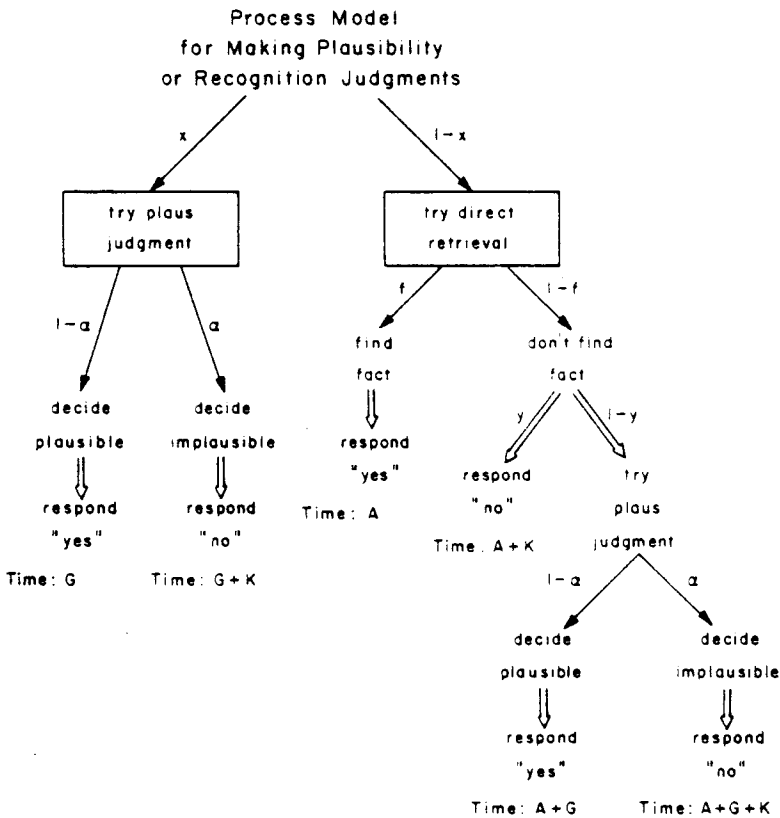 Process Model
for Making Plausibility
or Recognition Judgments
x
1-x
try plaus
judgment
try direct
retrieval
1-α
α
f
1-f
find
fact
don't find
fact
decide
plausible
decide
implausible
y
1-y
respond
"yes"
respond
"no"
try
plaus
judgment
respond
"yes"
respond
"no"
Time: A
Time: A+K
Time: G
Time: G+K
1-α
α
decide
plausible
decide
implausible
respond
"yes"
respond
"no"
Time: A+G
Time: A+G+K